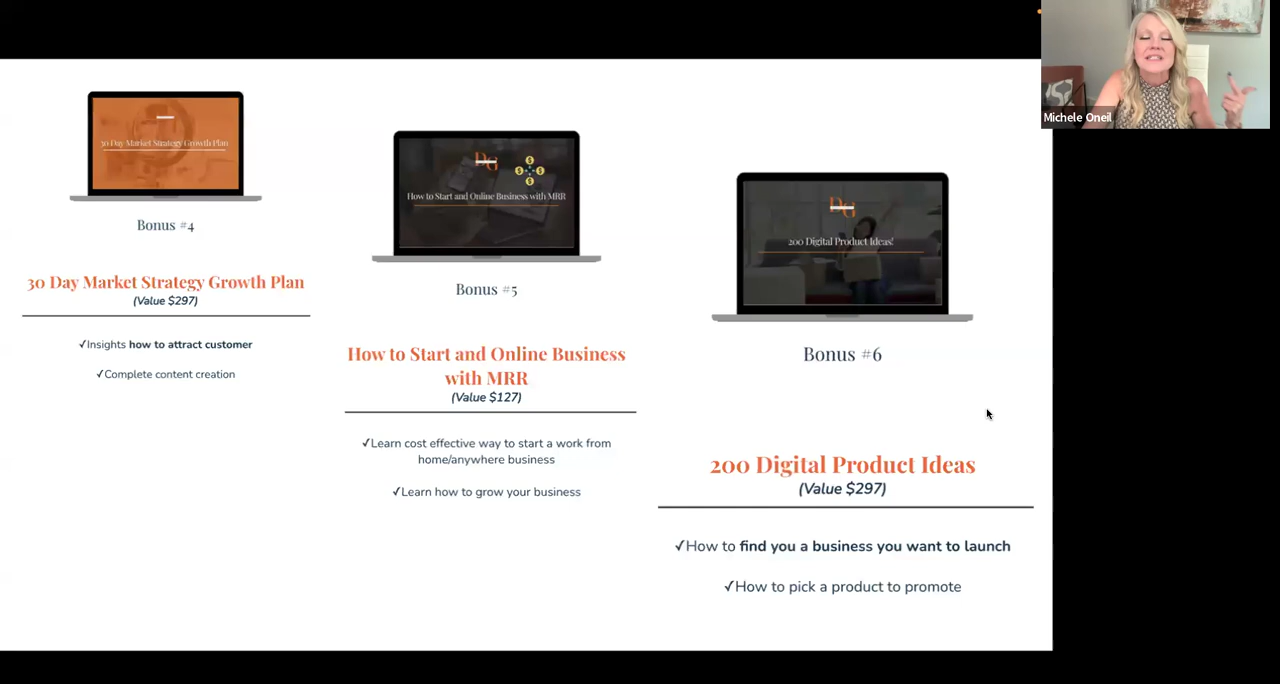 Michele Oneil
30 Day Market Strategy Growth Plan
Bonus #4
30 Day Market Strategy Growth Plan
(Value $297)
✓Insights how to attract customer
✓Complete content creation
DG
How to Start and Online Business with MRR
Bonus #5
How to Start and Online Business
with MRR
(Value $127)
✓Learn cost effective way to start a work from
home/anywhere business
✓Learn how to grow your business
DG
200 Digital Product Ideas!
Bonus #6
200 Digital Product Ideas
(Value $297)
✓How to find you a business you want to launch
✓How to pick a product to promote